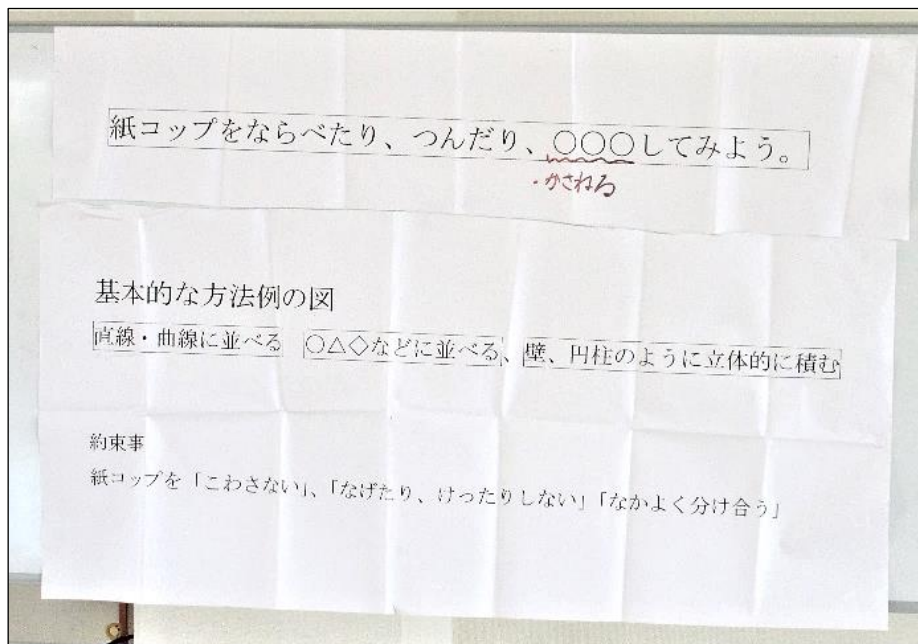 紙コップをならべたり、つんだり、○○○してみよう。
・かさねる
基本的な方法例の図
直線・曲線に並べる　○△◇などに並べる、壁、円柱のように立体的に積む
約束事
紙コップを「こわさない」、「なげたり、けったりしない」「なかよく分け合う」